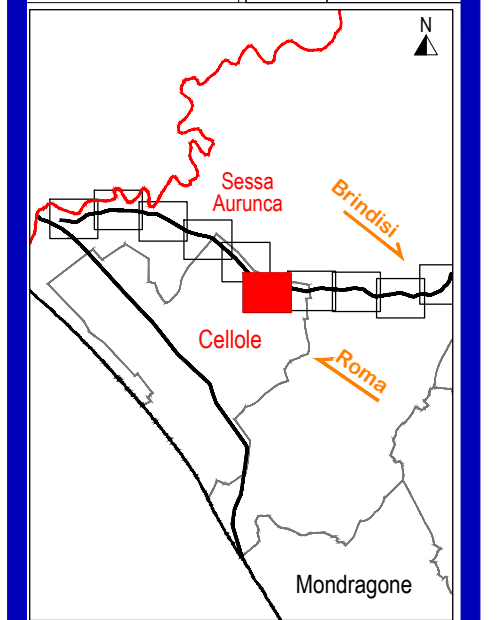 N
Sessa
Aurunca
Brindisi
Cellole
Roma
Mondragone